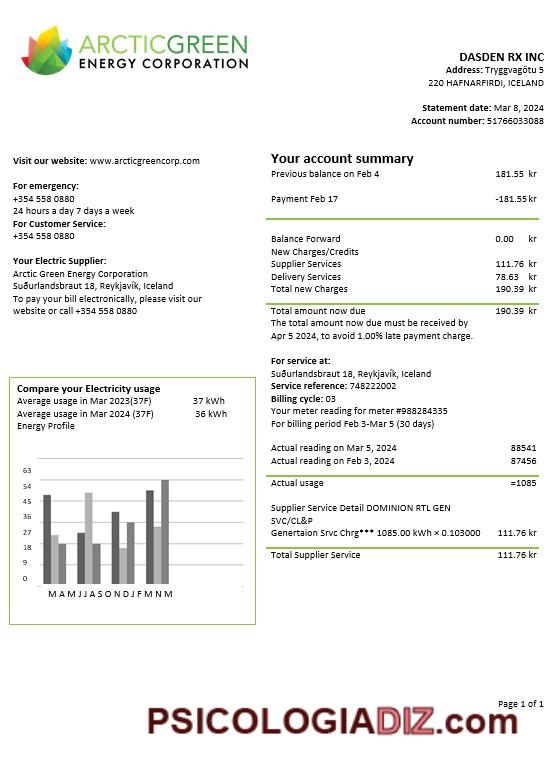 ARCTICGREEN
ENERGY CORPORATION
DASDEN RX INC
Address: Tryggvagötu 5
220 HAFNARFIRDI, ICELAND
Statement date: Mar 8, 2024
Account number: 51766033088
Visit our website: www.arcticgreencorp.com
For emergency:
+354 558 0880
24 hours a day 7 days a week
For Customer Service:
+354 558 0880
Your Electric Supplier:
Arctic Green Energy Corporation
Suðurlandsbraut 18, Reykjavík, Iceland
To pay your bill electronically, please visit our
website or call +354 558 0880
Your account summary
Previous balance on Feb 4 181.55 kr
Payment Feb 17 -181.55 kr
Balance Forward 0.00 kr
New Charges/Credits
Supplier Services 111.76 kr
Delivery Services 78.63 kr
Total new Charges 190.39 kr
Total amount now due 190.39 kr
The total amount now due must be received by
Apr 5 2024, to avoid 1.00% late payment charge.
For service at:
Suðurlandsbraut 18, Reykjavík, Iceland
Service reference: 748222002
Billing cycle: 03
Your meter reading for meter #988284335
For billing period Feb 3-Mar 5 (30 days)
Actual reading on Mar 5, 2024 88541
Actual reading on Feb 3, 2024 87456
Actual usage =1085
Supplier Service Detail DOMINION RTL GEN
SVC/CL&P
Genertaion Srvc Chrg*** 1085.00 kWh × 0.103000 111.76 kr
Total Supplier Service 111.76 kr
Compare your Electricity usage
Average usage in Mar 2023(37F) 37 kWh
Average usage in Mar 2024 (37F) 36 kWh
Energy Profile
63
54
45
36
27
18
9
0
M A M J J A S O N D J F M N M
Page 1 of 1
PSICOLOGIADIZ.com